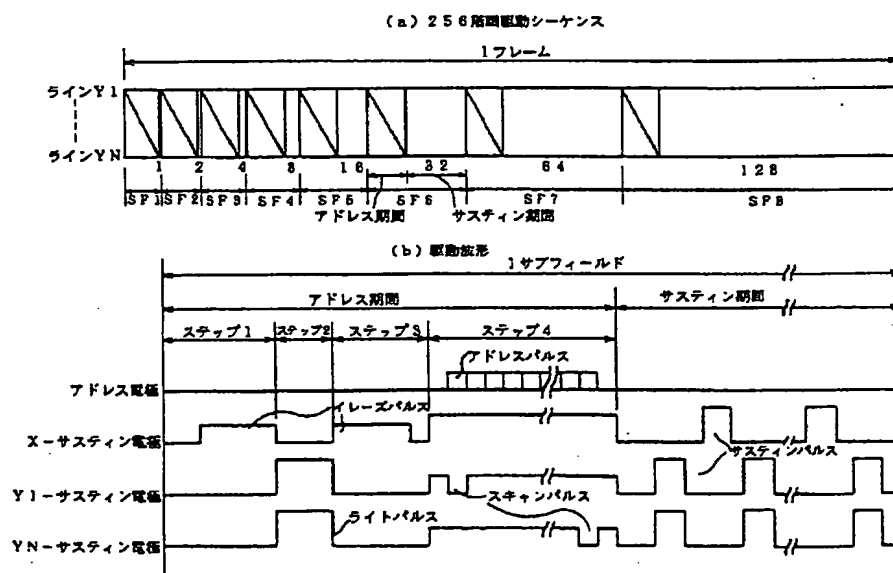 (a) 256階調駆動シーケンス
1フレーム
ラインY1
ラインYN
1 2 4 8 16 32 64 128
SF1 SF2 SF3 SF4 SF5 SF6 SF7 SF8
アドレス期間 サスティン期間
(b) 駆動波形
1サブフィールド
アドレス期間 サスティン期間
ステップ1 ステップ2 ステップ3 ステップ4
アドレスパルス
アドレス電極
イレーズパルス
X-サスティン電極
サスティンパルス
Y1-サスティン電極
スキャンパルス
ライトパルス
YN-サスティン電極